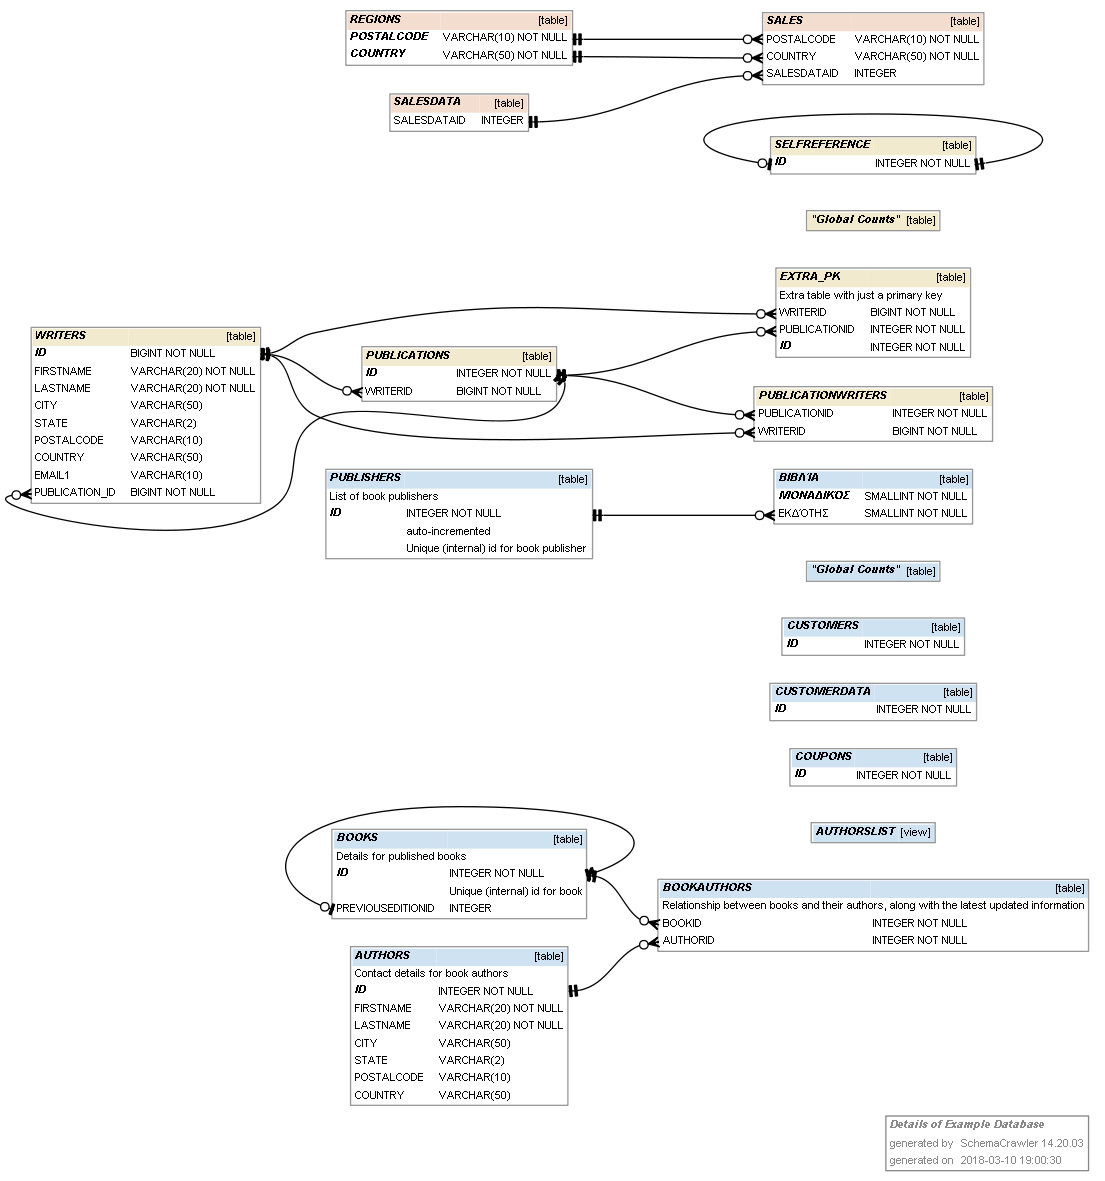 REGIONS [table]
POSTALCODE VARCHAR(10) NOT NULL
COUNTRY VARCHAR(50) NOT NULL
SALES [table]
POSTALCODE VARCHAR(10) NOT NULL
COUNTRY VARCHAR(50) NOT NULL
SALESDATAID INTEGER
SALESDATA [table]
SALESDATAID INTEGER
SELFREFERENCE [table]
ID INTEGER NOT NULL
"Global Counts" [table]
EXTRA_PK [table]
Extra table with just a primary key
WRITERID BIGINT NOT NULL
PUBLICATIONID INTEGER NOT NULL
ID INTEGER NOT NULL
WRITERS [table]
ID BIGINT NOT NULL
FIRSTNAME VARCHAR(20) NOT NULL
LASTNAME VARCHAR(20) NOT NULL
CITY VARCHAR(50)
STATE VARCHAR(2)
POSTALCODE VARCHAR(10)
COUNTRY VARCHAR(50)
EMAIL1 VARCHAR(10)
PUBLICATION_ID BIGINT NOT NULL
PUBLICATIONS [table]
ID INTEGER NOT NULL
WRITERID BIGINT NOT NULL
PUBLICATIONWRITERS [table]
PUBLICATIONID INTEGER NOT NULL
WRITERID BIGINT NOT NULL
PUBLISHERS [table]
List of book publishers
ID INTEGER NOT NULL
auto-incremented
Unique (internal) id for book publisher
ΒΙΒΛΊΑ [table]
ΜΟΝΑΔΙΚΌΣ SMALLINT NOT NULL
ΕΚΔΌΤΗΣ SMALLINT NOT NULL
"Global Counts" [table]
CUSTOMERS [table]
ID INTEGER NOT NULL
CUSTOMERDATA [table]
ID INTEGER NOT NULL
COUPONS [table]
ID INTEGER NOT NULL
AUTHORSLIST [view]
BOOKS [table]
Details for published books
ID INTEGER NOT NULL
Unique (internal) id for book
PREVIOUSEDITIONID INTEGER
BOOKAUTHORS [table]
Relationship between books and their authors, along with the latest updated information
BOOKID INTEGER NOT NULL
AUTHORID INTEGER NOT NULL
AUTHORS [table]
Contact details for book authors
ID INTEGER NOT NULL
FIRSTNAME VARCHAR(20) NOT NULL
LASTNAME VARCHAR(20) NOT NULL
CITY VARCHAR(50)
STATE VARCHAR(2)
POSTALCODE VARCHAR(10)
COUNTRY VARCHAR(50)
Details of Example Database
generated by SchemaCrawler 14.20.03
generated on 2018-03-10 19:00:30